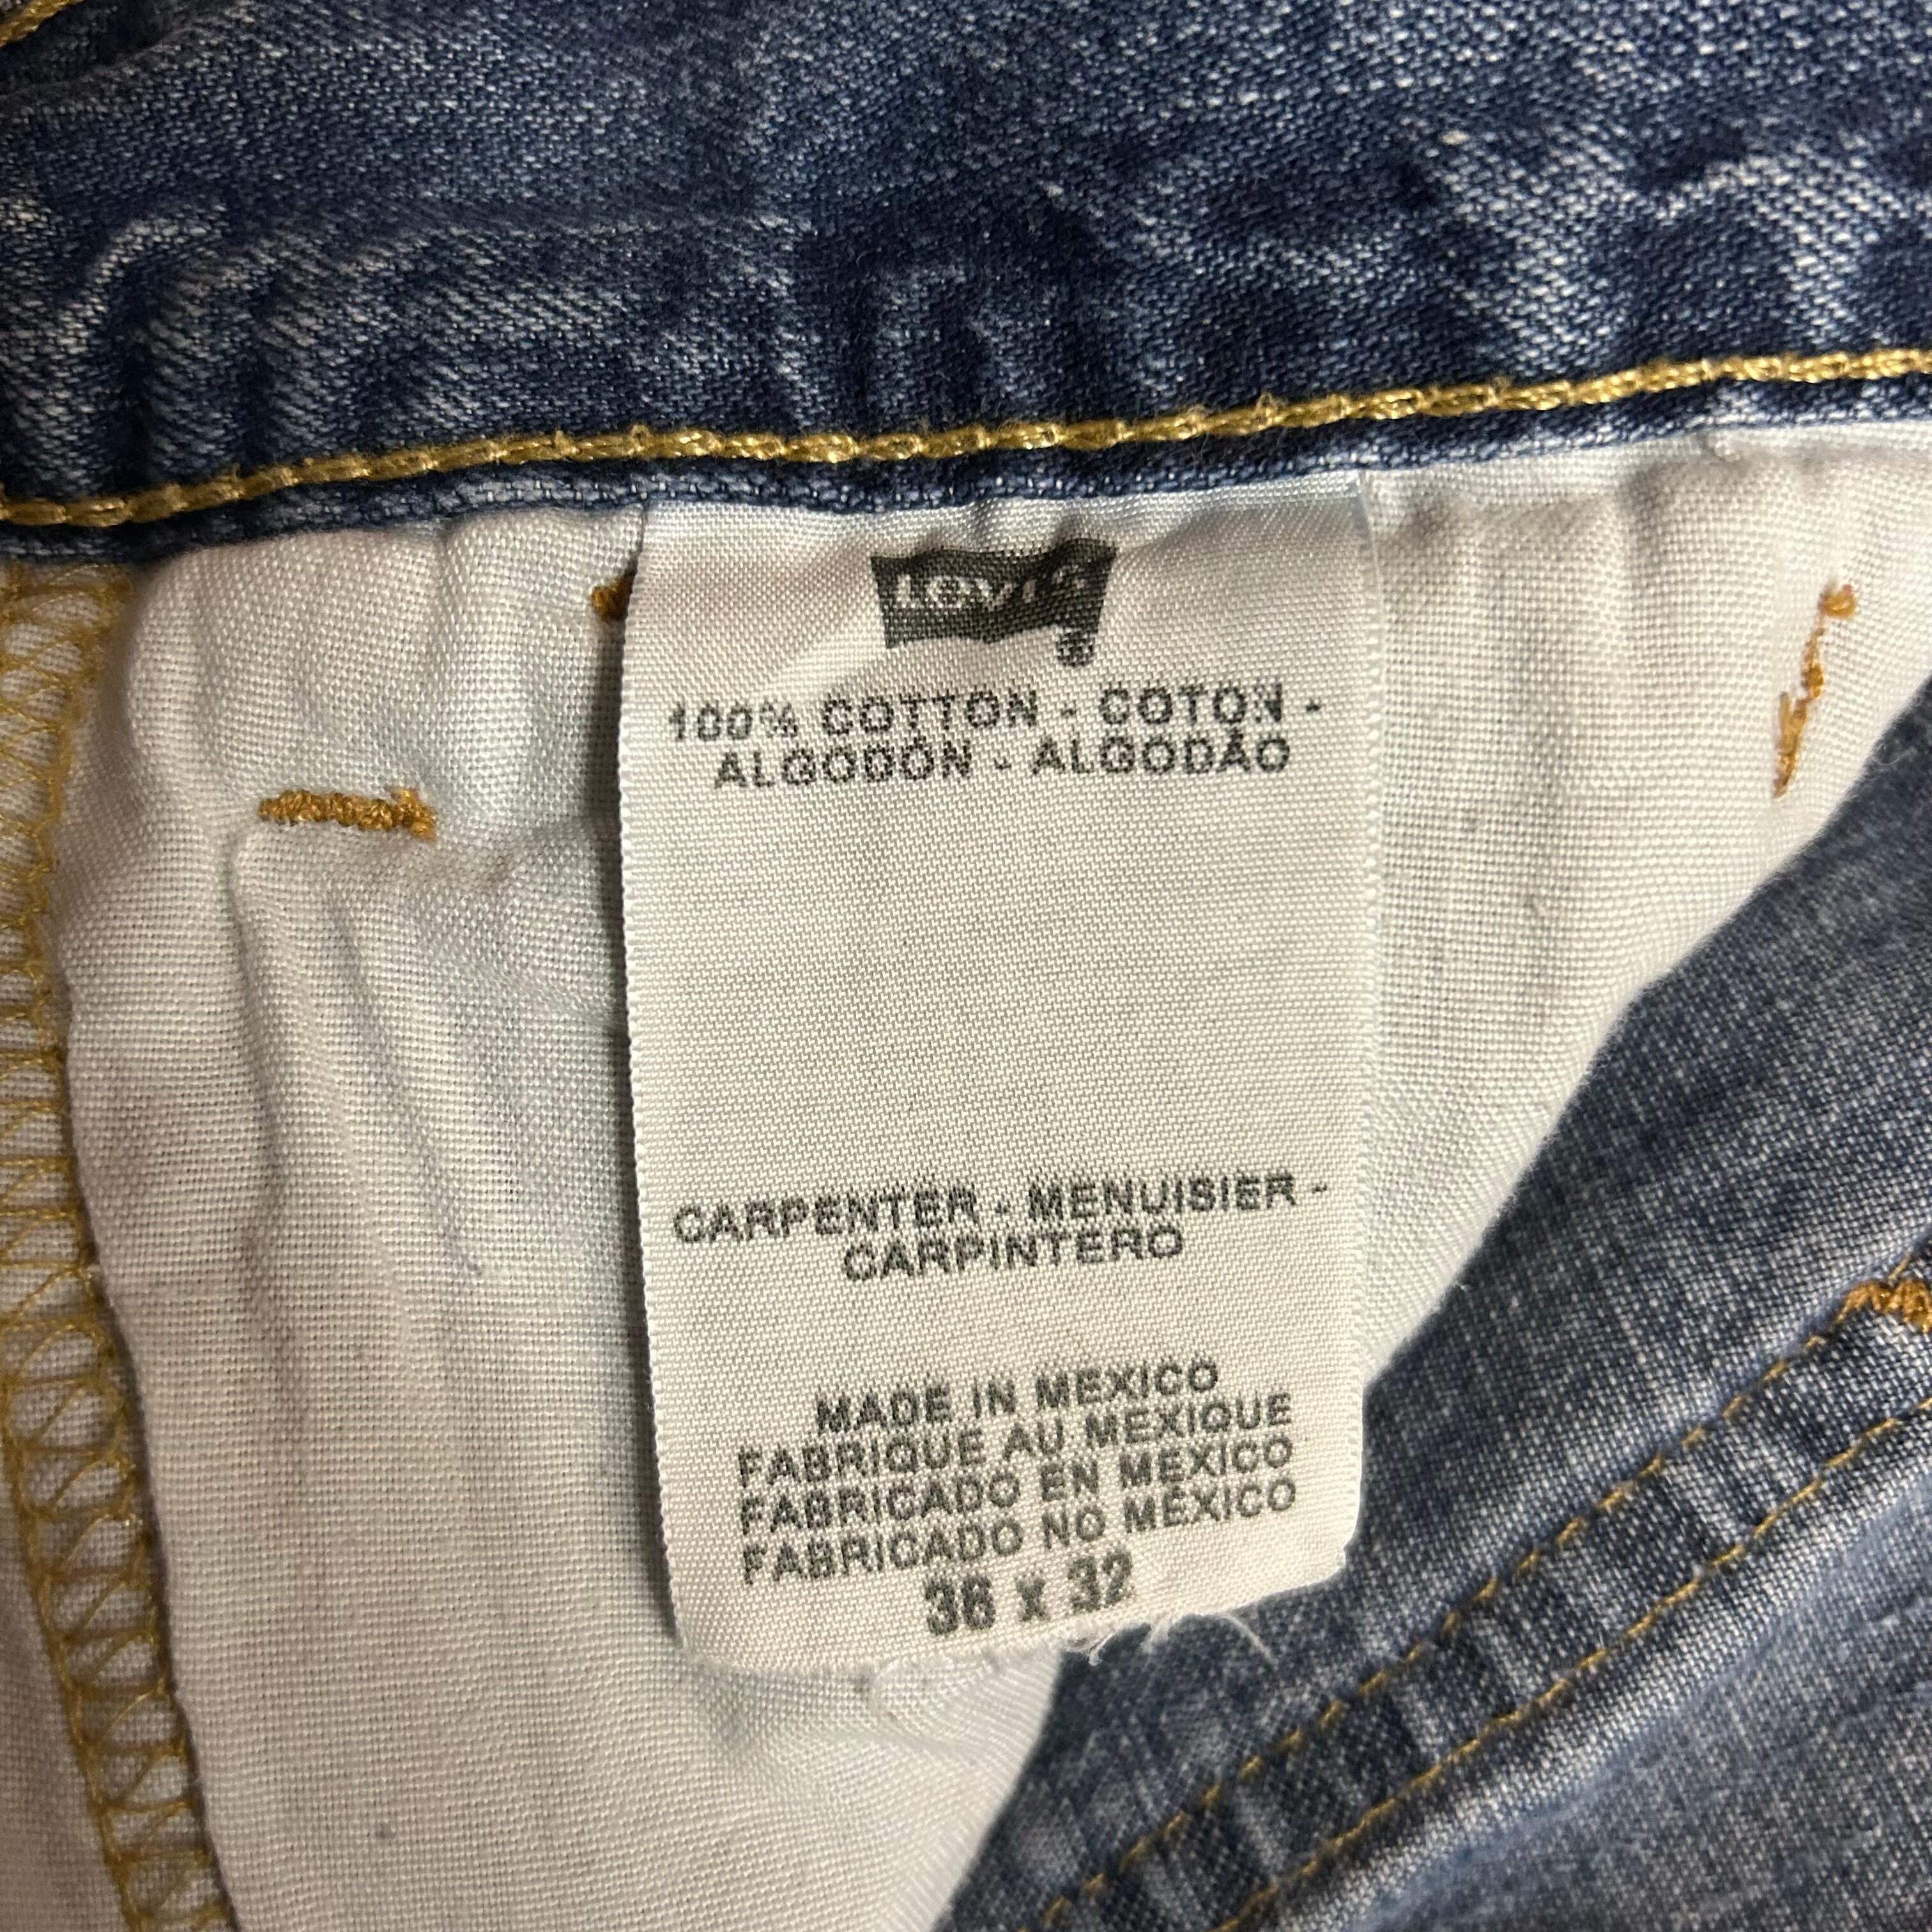 LEVI'S
®
100% COTTON - COTON -
ALGODÓN - ALGODÃO
CARPENTER - MENUISIER -
CARPINTERO
MADE IN MEXICO
FABRIQUE AU MEXIQUE
FABRICADO EN MEXICO
FABRICADO NO MÉXICO
36 x 32